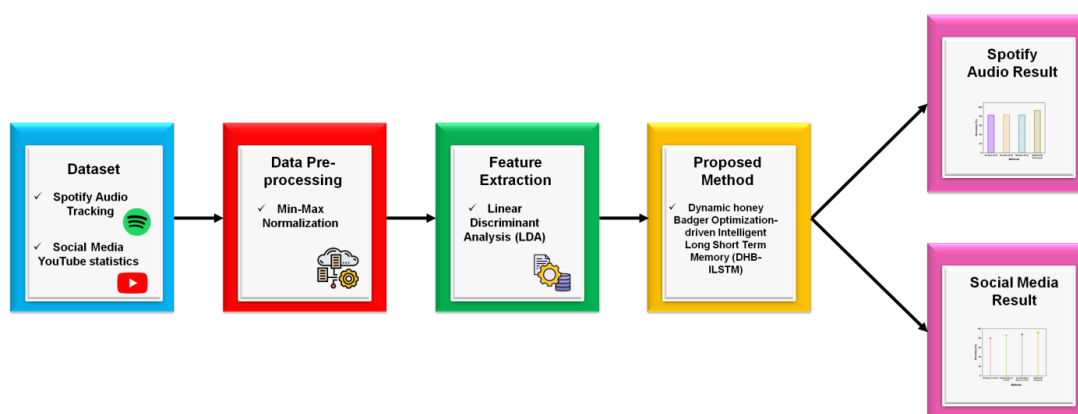 Dataset
✓ Spotify Audio
Tracking
✓ Social Media
YouTube statistics
Data Pre-
processing
✓ Min-Max
Normalization
Feature
Extraction
✓ Linear
Discriminant
Analysis (LDA)
Proposed
Method
✓ Dynamic honey
Badger Optimization-
driven Intelligent
Long Short Term
Memory (DHB-
ILSTM)
Spotify
Audio Result
Social Media
Result